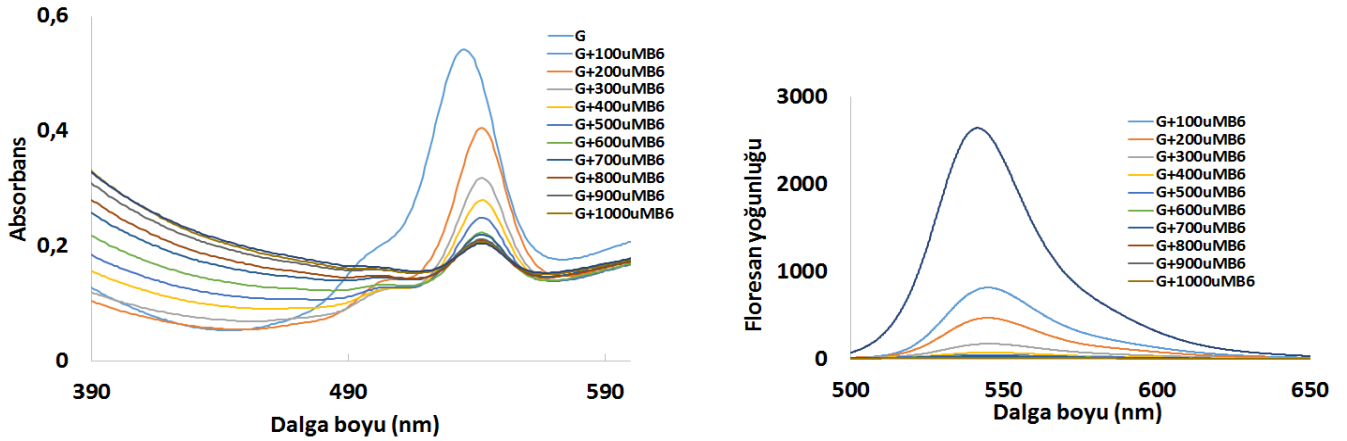 0,6
0,4
0,2
0
Absorbans
390
490
590
Dalga boyu (nm)
G
G+100uMB6
G+200uMB6
G+300uMB6
G+400uMB6
G+500uMB6
G+600uMB6
G+700uMB6
G+800uMB6
G+900uMB6
G+1000uMB6
3000
2000
1000
0
Floresan yoğunluğu
500
550
600
650
Dalga boyu (nm)
G+100uMB6
G+200uMB6
G+300uMB6
G+400uMB6
G+500uMB6
G+600uMB6
G+700uMB6
G+800uMB6
G+900uMB6
G+1000uMB6